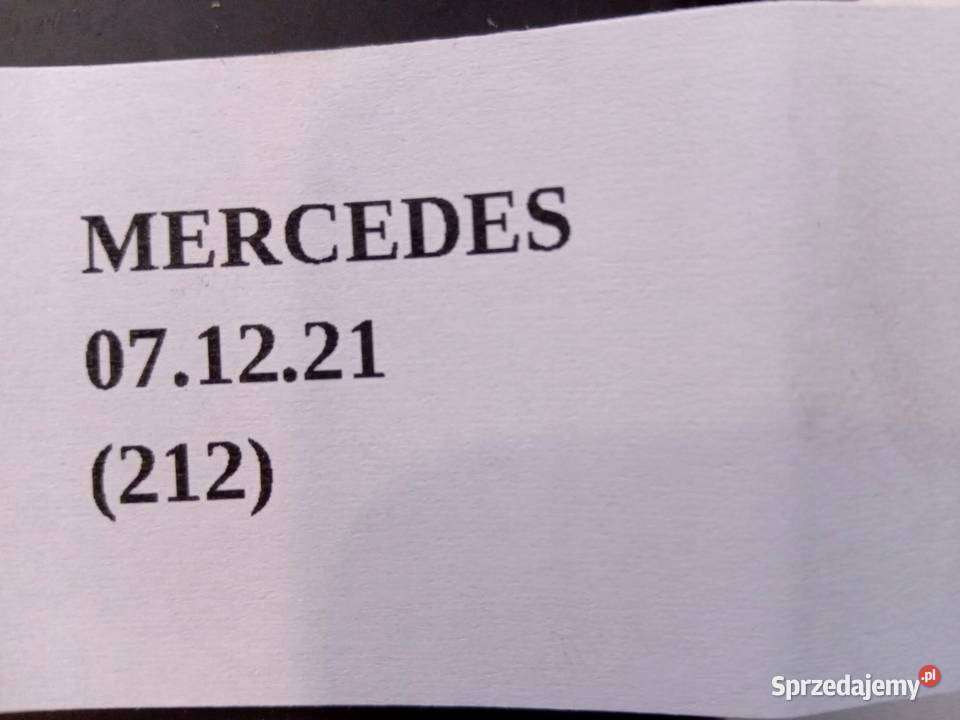 MERCEDES
07.12.21
(212)
Sprzedajemy.pl